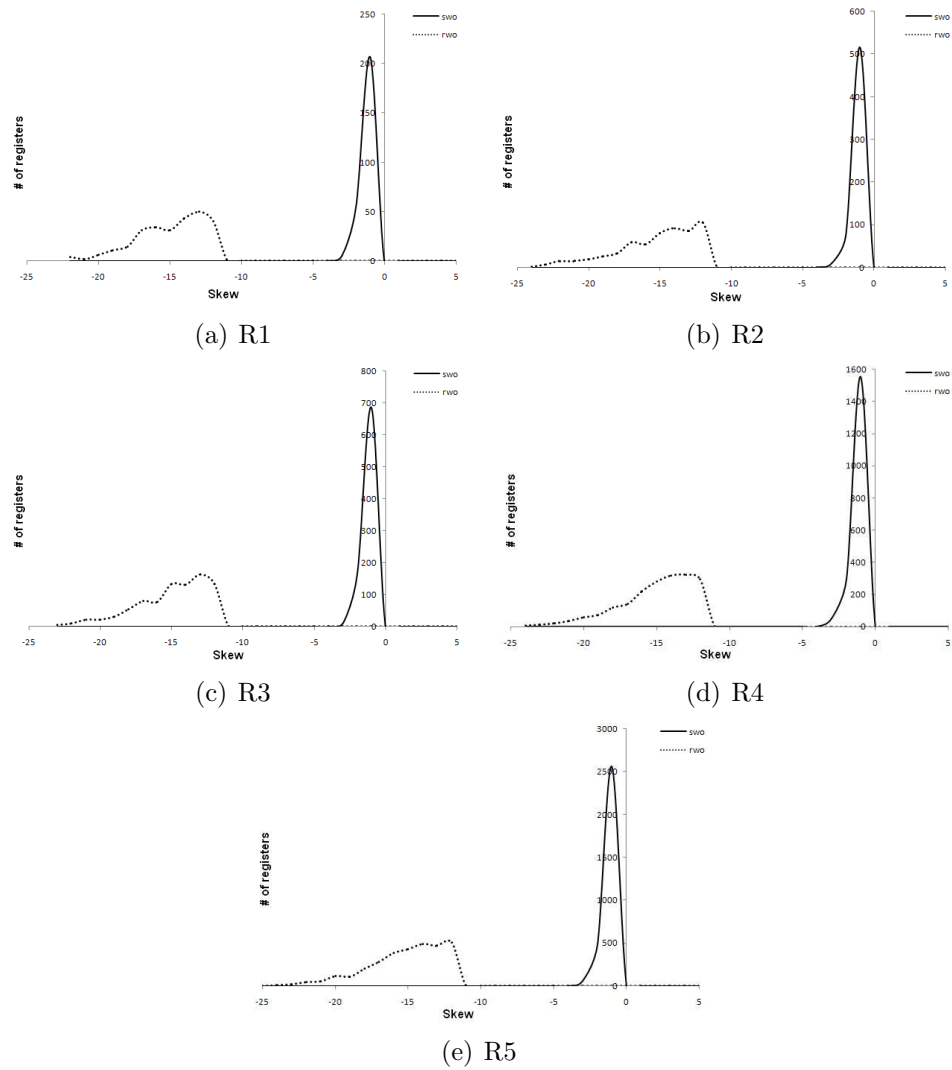 250
swo
rwo
200
150
100
50
0
# of registers
-25 -20 -15 -10 -5 0 5
Skew
(a) R1
600
swo
rwo
500
400
300
200
100
0
# of registers
-25 -20 -15 -10 -5 0 5
Skew
(b) R2
800
swo
rwo
700
600
500
400
300
200
100
0
# of registers
-25 -20 -15 -10 -5 0 5
Skew
(c) R3
1600
swo
rwo
1400
1200
1000
800
600
400
200
0
# of registers
-25 -20 -15 -10 -5 0 5
Skew
(d) R4
3000
swo
rwo
2500
2000
1500
1000
500
0
# of registers
-25 -20 -15 -10 -5 0 5
Skew
(e) R5